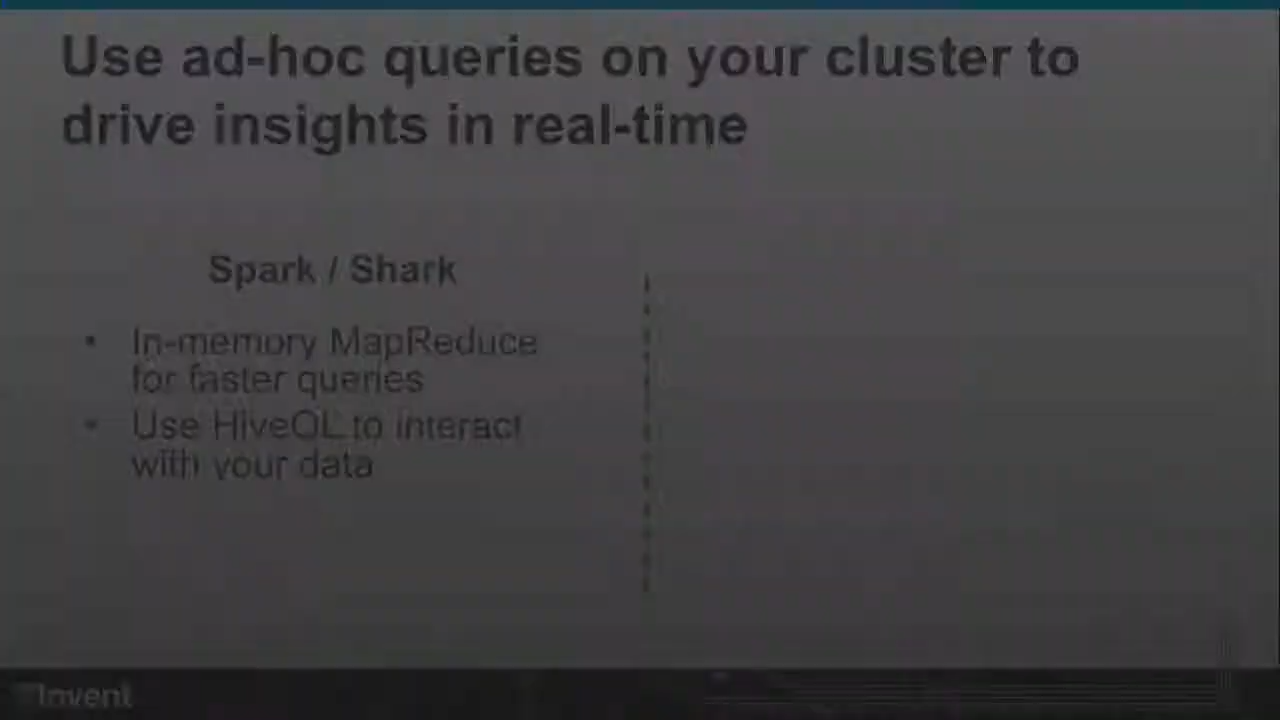 Use ad-hoc queries on your cluster to
drive insights in real-time
Spark / Shark
• In-memory MapReduce
for faster queries
• Use HiveQL to interact
with your data
Invent